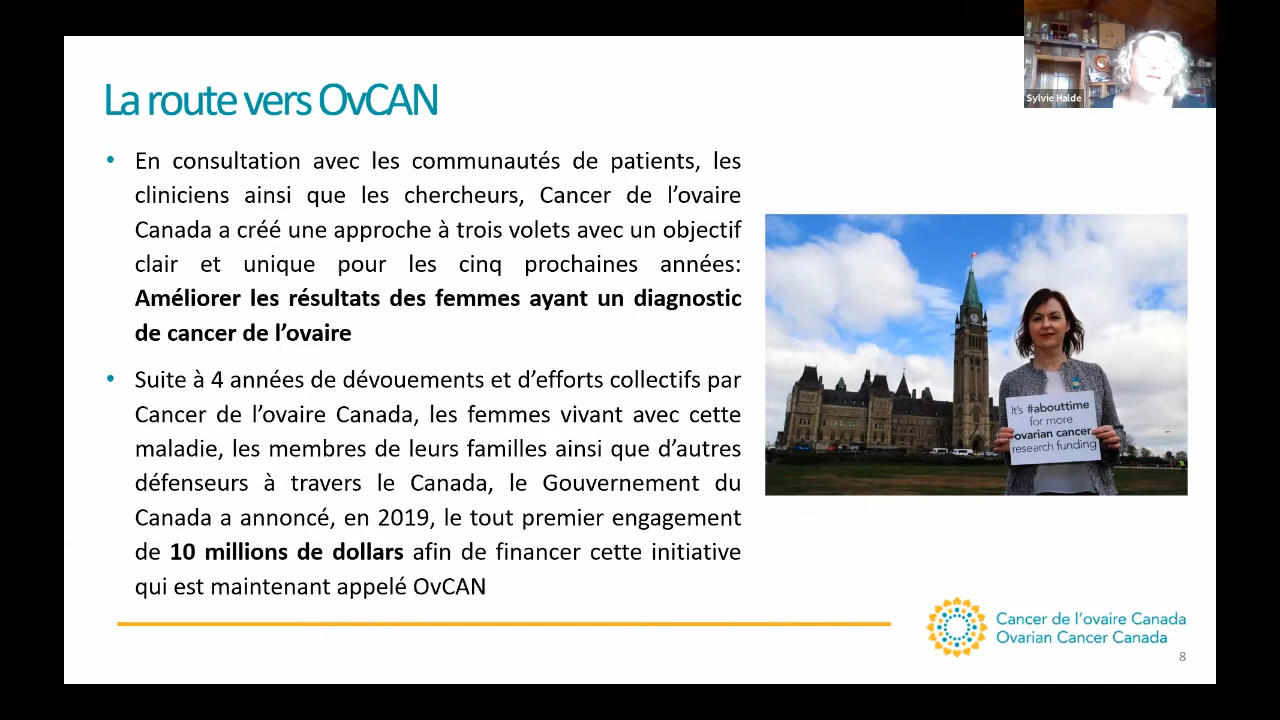 Sylvie Halde
La route vers OvCAN
• En consultation avec les communautés de patients, les
cliniciens ainsi que les chercheurs, Cancer de l’ovaire
Canada a créé une approche à trois volets avec un objectif
clair et unique pour les cinq prochaines années:
Améliorer les résultats des femmes ayant un diagnostic
de cancer de l’ovaire
• Suite à 4 années de dévouements et d’efforts collectifs par
Cancer de l’ovaire Canada, les femmes vivant avec cette
maladie, les membres de leurs familles ainsi que d’autres
défenseurs à travers le Canada, le Gouvernement du
Canada a annoncé, en 2019, le tout premier engagement
de 10 millions de dollars afin de financer cette initiative
qui est maintenant appelé OvCAN
It's #abouttime
for more
ovarian cancer
research funding
Cancer de l’ovaire Canada
Ovarian Cancer Canada
8